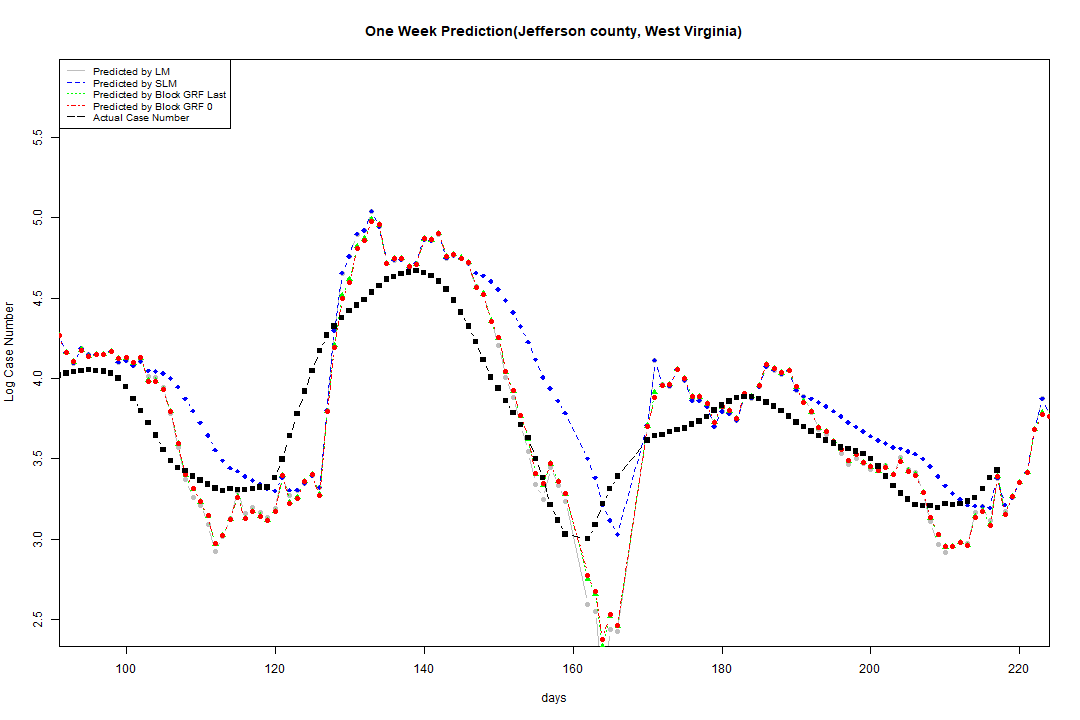 One Week Prediction(Jefferson county, West Virginia)
Predicted by LM
Predicted by SLM
Predicted by Block GRF Last
Predicted by Block GRF 0
Actual Case Number
5.5
5.0
4.5
4.0
3.5
3.0
2.5
Log Case Number
100
120
140
160
180
200
220
days